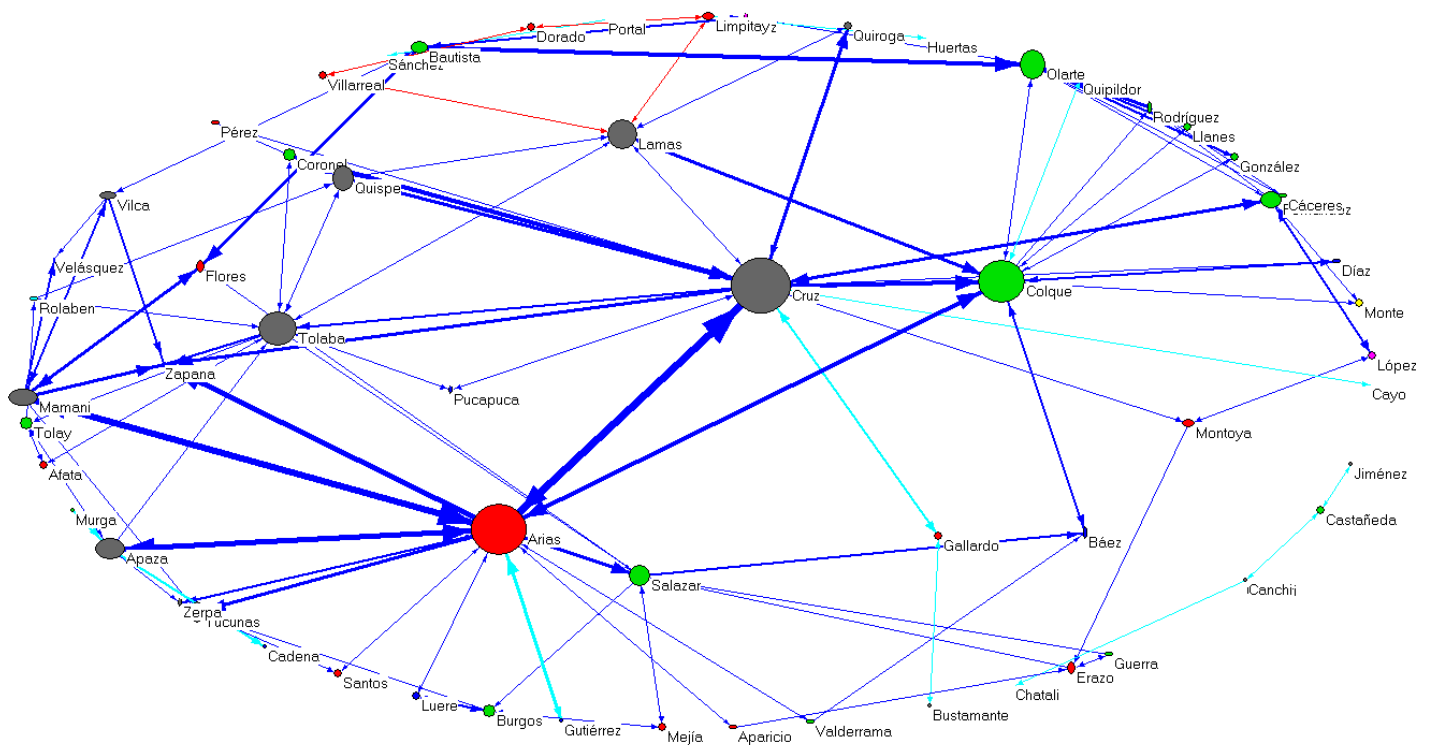 Limpitayz
Portal
Dorado
Quiroga
Huertas
Bautista
Sánchez
Villarreal
Olarte
Quipildor
Rodríguez
Llanes
González
Pérez
Lamas
Coronel
Quispe
Vilca
Cáceres
Velásquez
Flores
Díaz
Cruz
Colque
Rolaben
Monte
Tolaba
Zapana
López
Pucapuca
Cayo
Mamani
Tolay
Montoya
Afata
Jiménez
Murga
Castañeda
Arias
Báez
Gallardo
Apaza
Salazar
Canchi
Zerpa
Tucunas
Cadena
Guerra
Erazo
Santos
Chatali
Luere
Burgos
Bustamante
Gutiérrez
Mejía
Aparicio
Valderrama